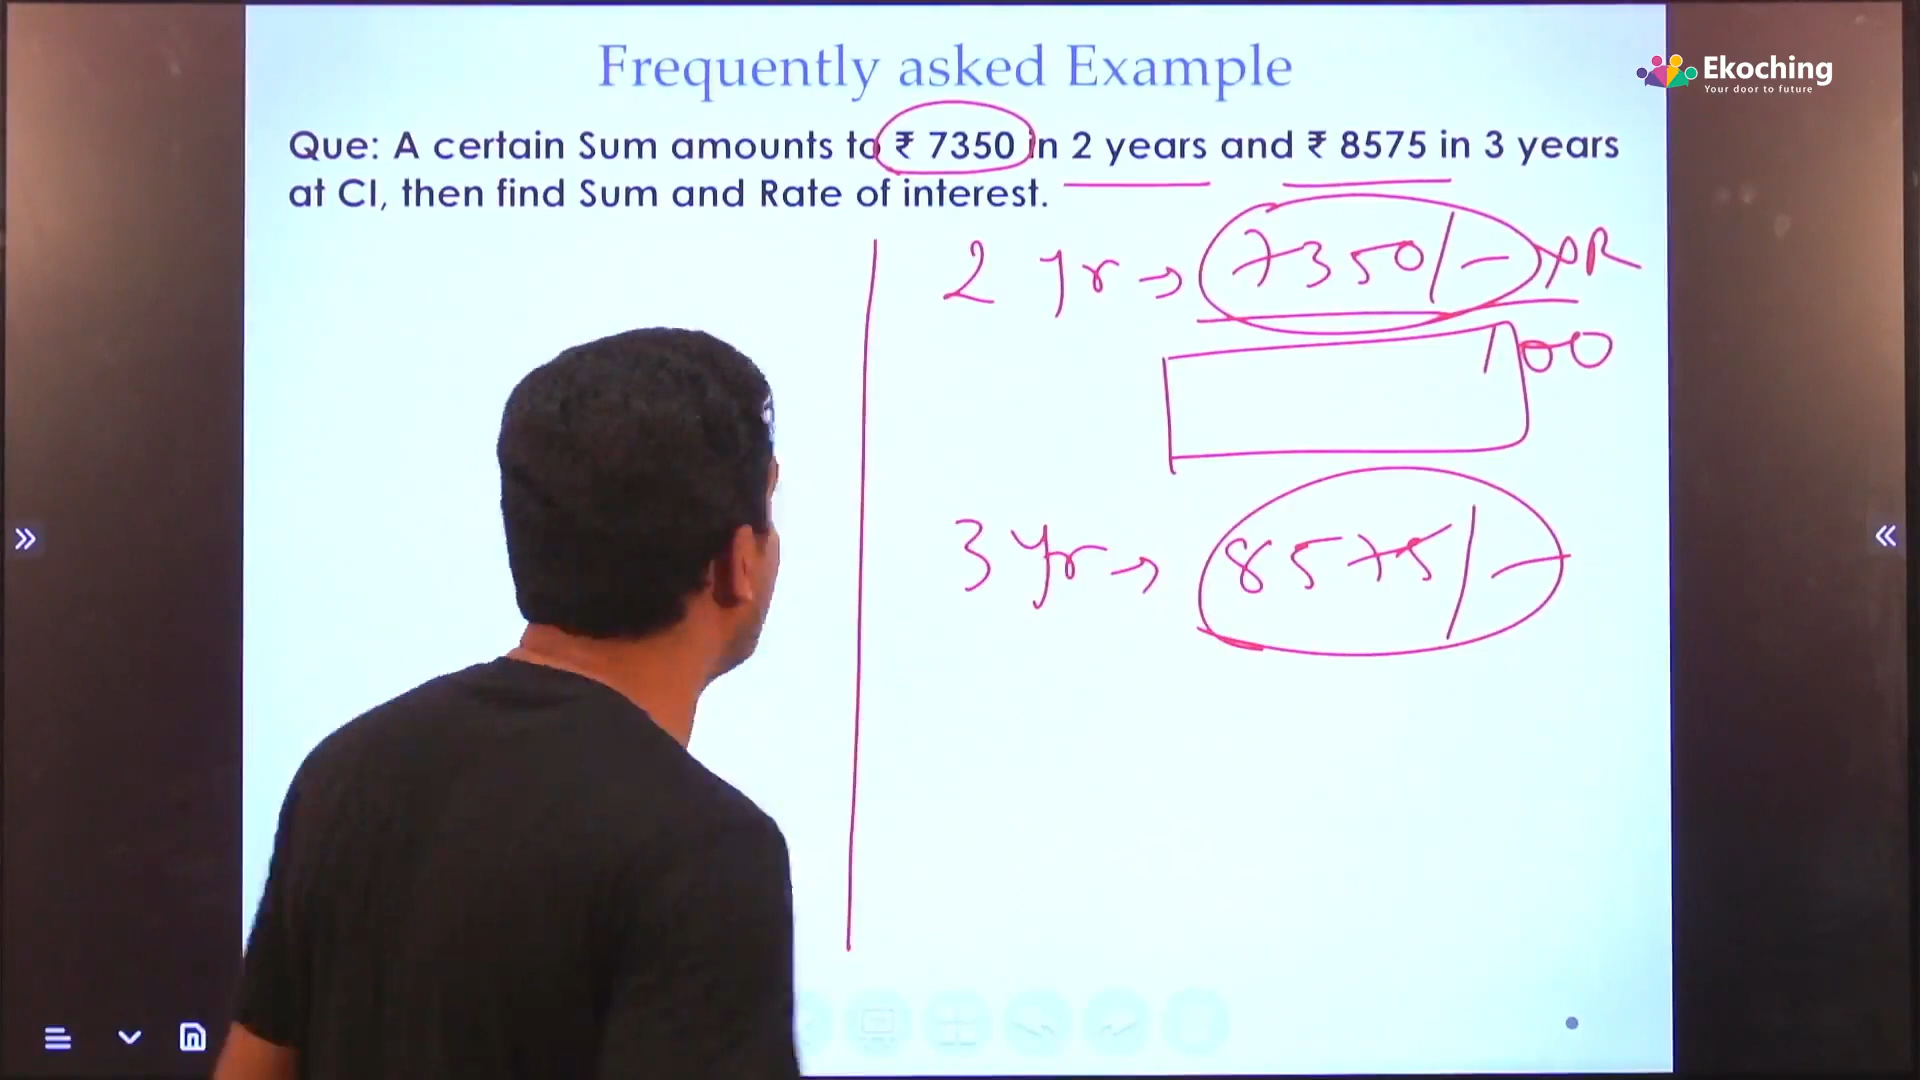 Frequently asked Example
Ekoching
Your door to future
Que: A certain Sum amounts to ₹ 7350 in 2 years and ₹ 8575 in 3 years
at CI, then find Sum and Rate of interest.
2 yr → 7350/- × R
100
3 yr → 8575/-